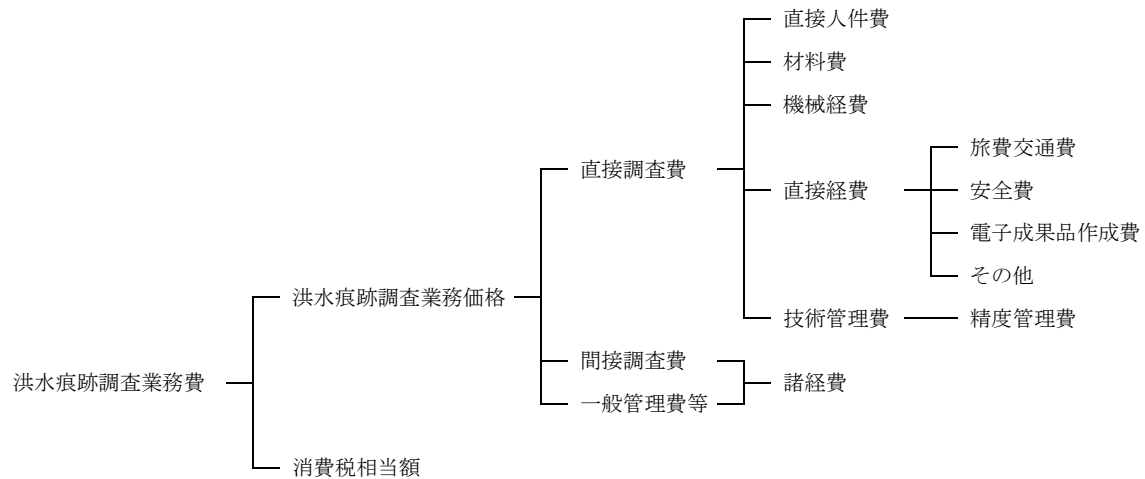 直接人件費
材料費
機械経費
旅費交通費
直接調査費
直接経費
安全費
電子成果品作成費
その他
洪水痕跡調査業務価格
技術管理費
精度管理費
間接調査費
洪水痕跡調査業務費
諸経費
一般管理費等
消費税相当額